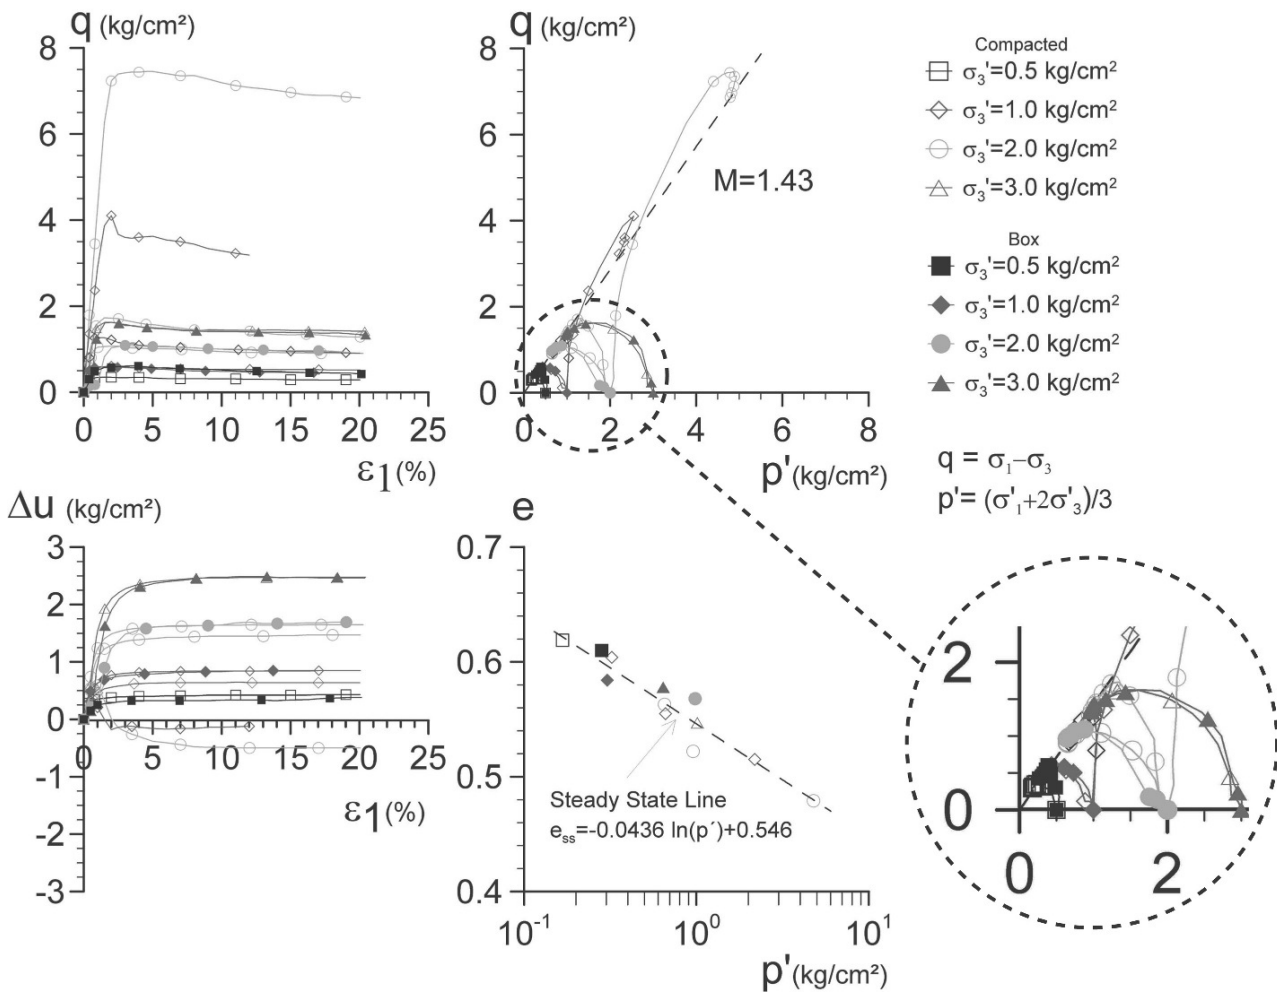 q (kg/cm²)
8
6
4
2
0
0 5 10 15 20 25
ε₁(%)
q (kg/cm²)
8
6
4
2
0
M=1.43
0 2 4 6 8
p'(kg/cm²)
Compacted
σ₃'=0.5 kg/cm²
σ₃'=1.0 kg/cm²
σ₃'=2.0 kg/cm²
σ₃'=3.0 kg/cm²
Box
σ₃'=0.5 kg/cm²
σ₃'=1.0 kg/cm²
σ₃'=2.0 kg/cm²
σ₃'=3.0 kg/cm²
q = σ₁−σ₃
p'= (σ'₁+2σ'₃)/3
Δu (kg/cm²)
3
2
1
0
-1
-2
-3
5 10 15 20 25
ε₁(%)
e
0.7
0.6
0.5
0.4
Steady State Line
eₛₛ=-0.0436 ln(p´)+0.546
10⁻¹ 10⁰ 10¹
p'(kg/cm²)
2
0
0 2